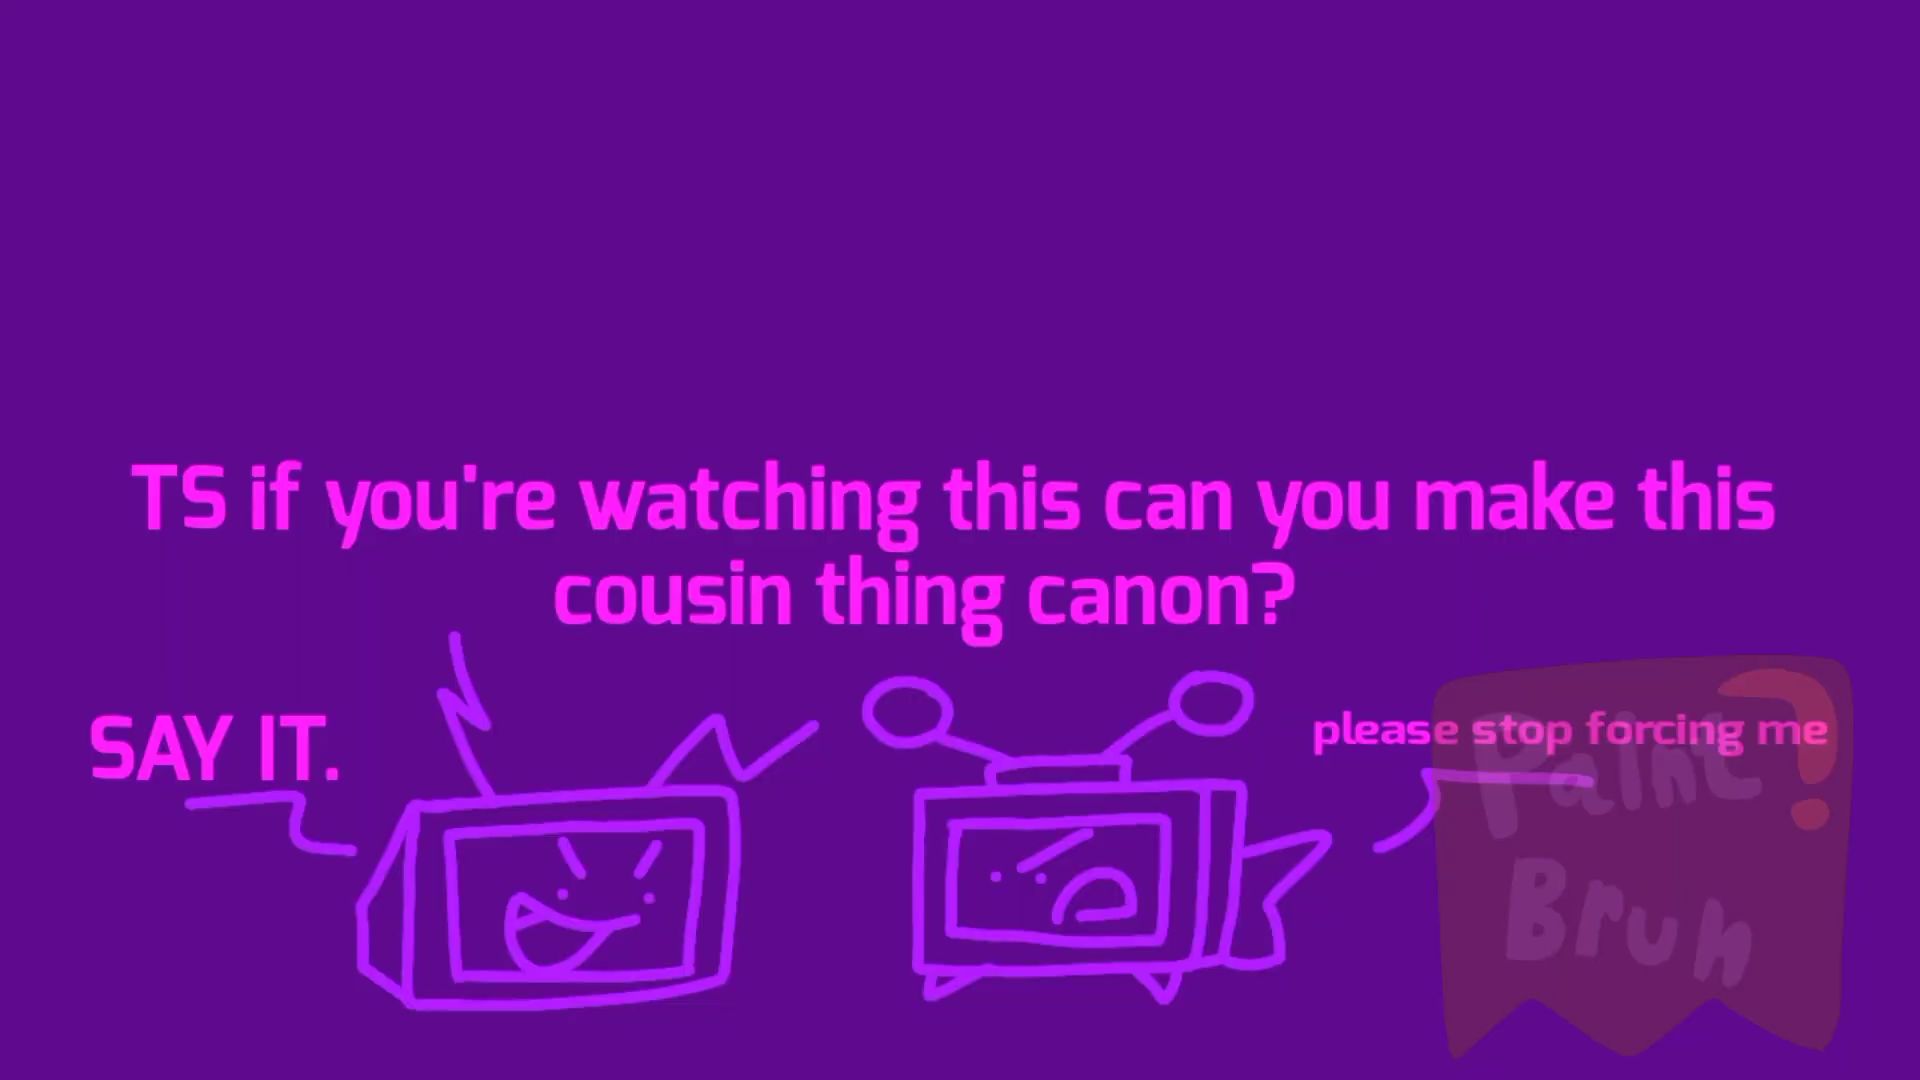 TS if you're watching this can you make this
cousin thing canon?
SAY IT.
please stop forcing me
Paint
Bruh